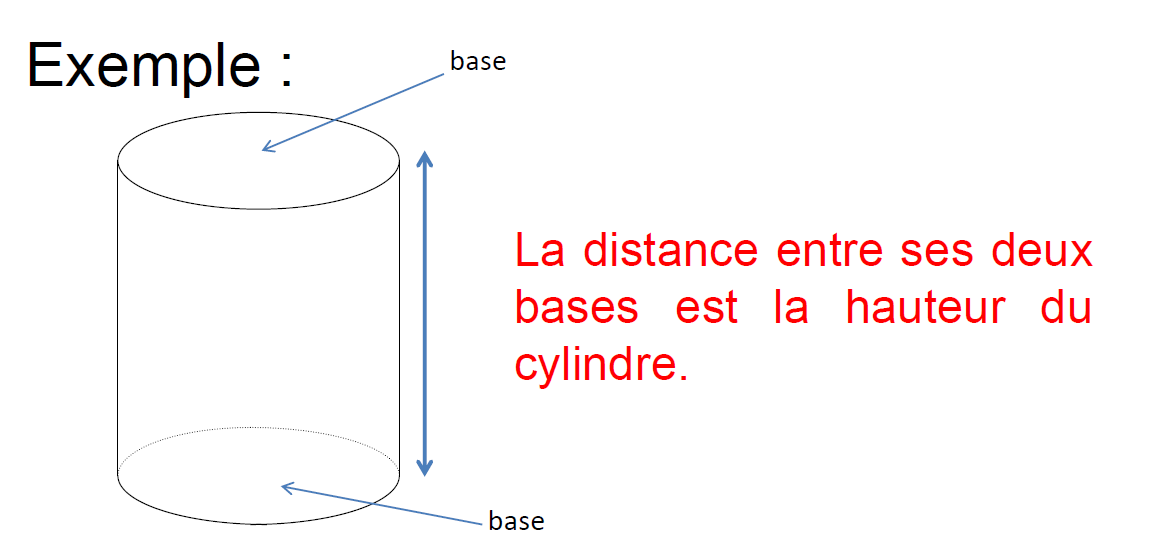 Exemple :
base
La distance entre ses deux
bases est la hauteur du
cylindre.
base